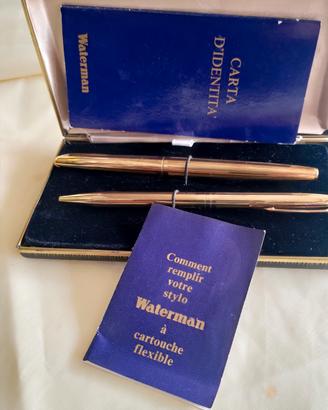 Waterman
CARTA
D'IDENTITA'
Comment
remplir
votre
stylo
Waterman
à
cartouche
flexible